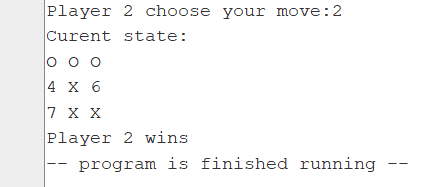 Player 2 choose your move:2
Curent state:
O O O
4 X 6
7 X X
Player 2 wins
-- program is finished running --